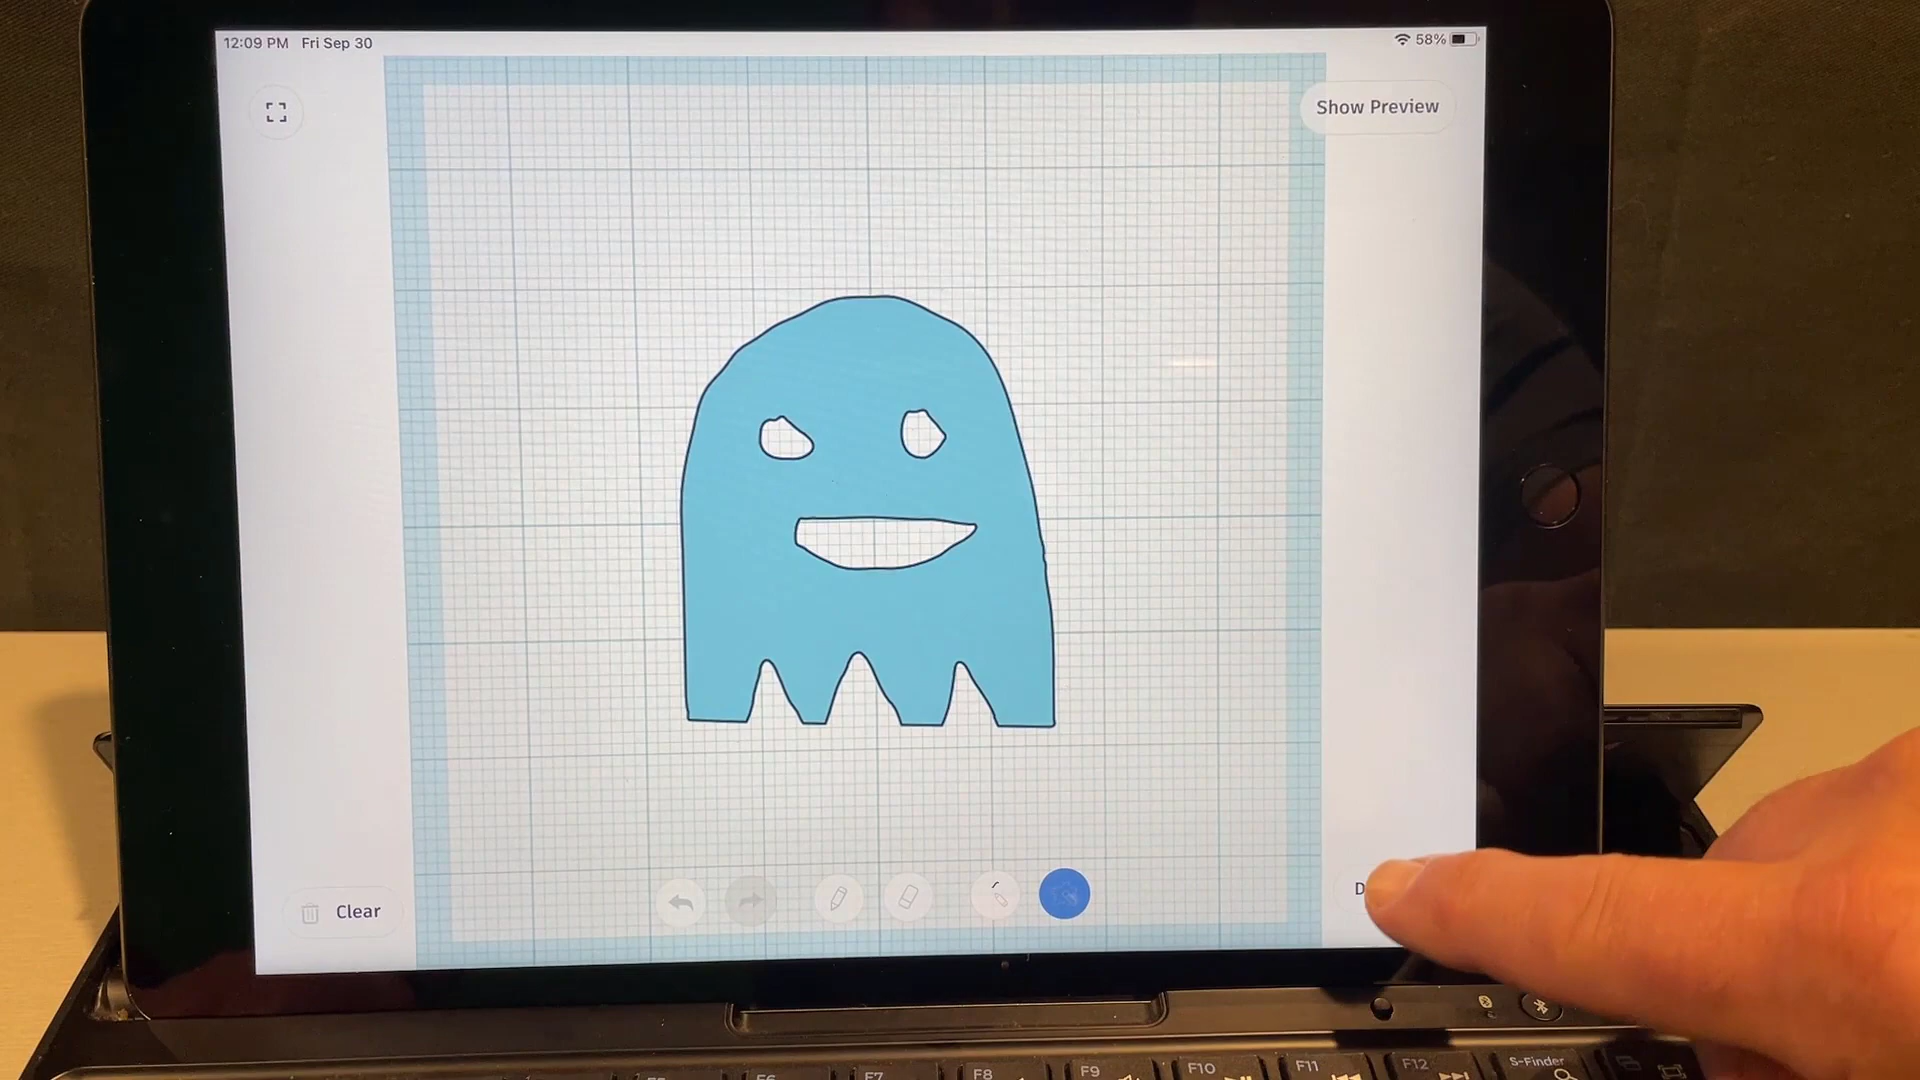 12:09 PM Fri Sep 30
58%
Show Preview
Clear
F7
F8
F9
F10
F11
F12
S-Finder